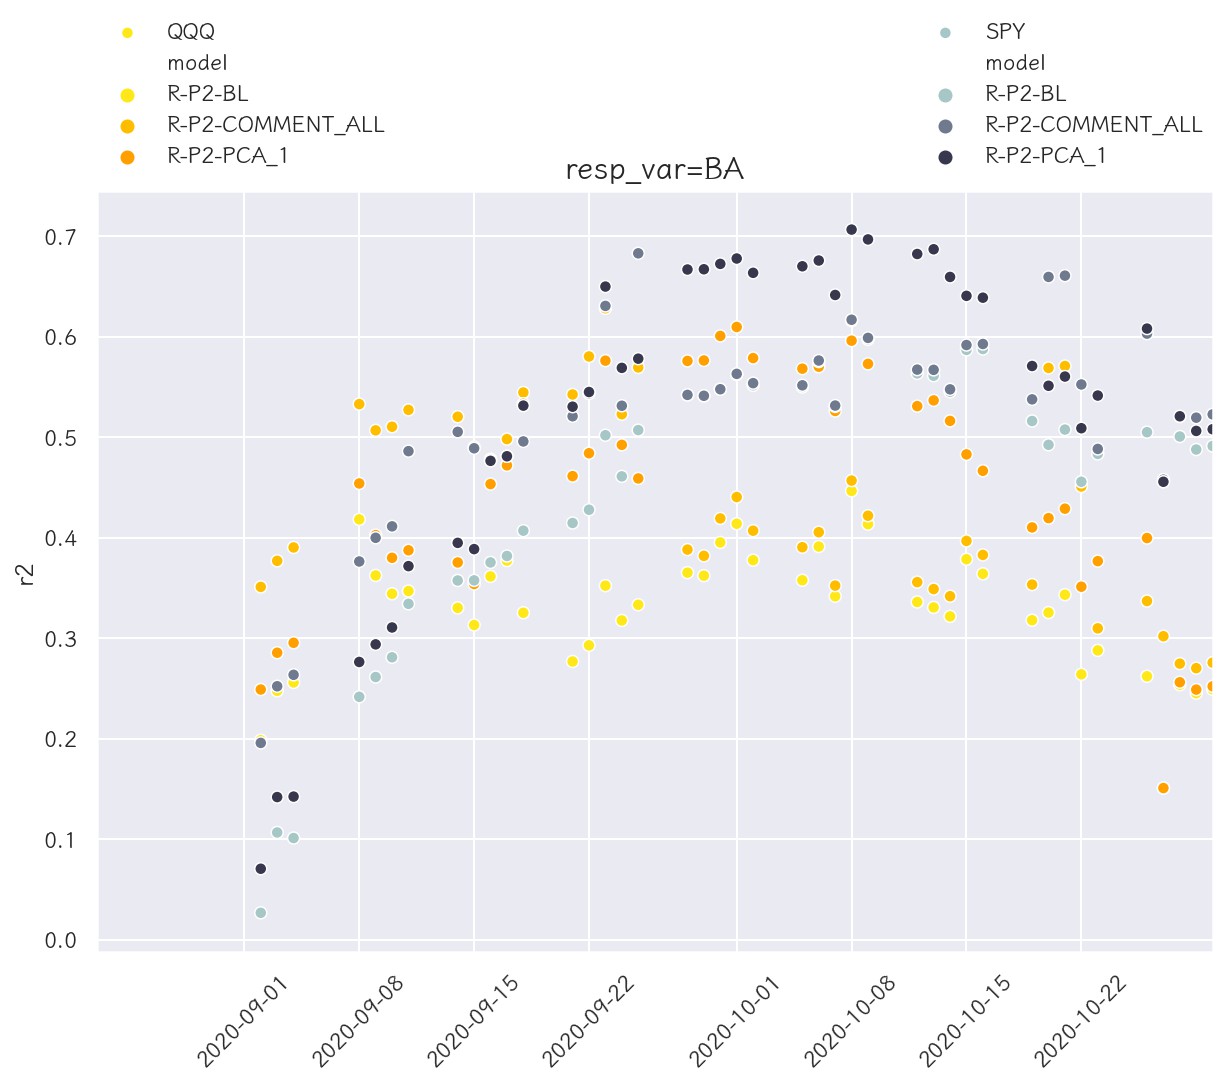 QQQ
model
R-P2-BL
R-P2-COMMENT_ALL
R-P2-PCA_1
SPY
model
R-P2-BL
R-P2-COMMENT_ALL
R-P2-PCA_1
resp_var=BA
0.7
0.6
0.5
0.4
0.3
0.2
0.1
0.0
r2
2020-09-01
2020-09-08
2020-09-15
2020-09-22
2020-10-01
2020-10-08
2020-10-15
2020-10-22